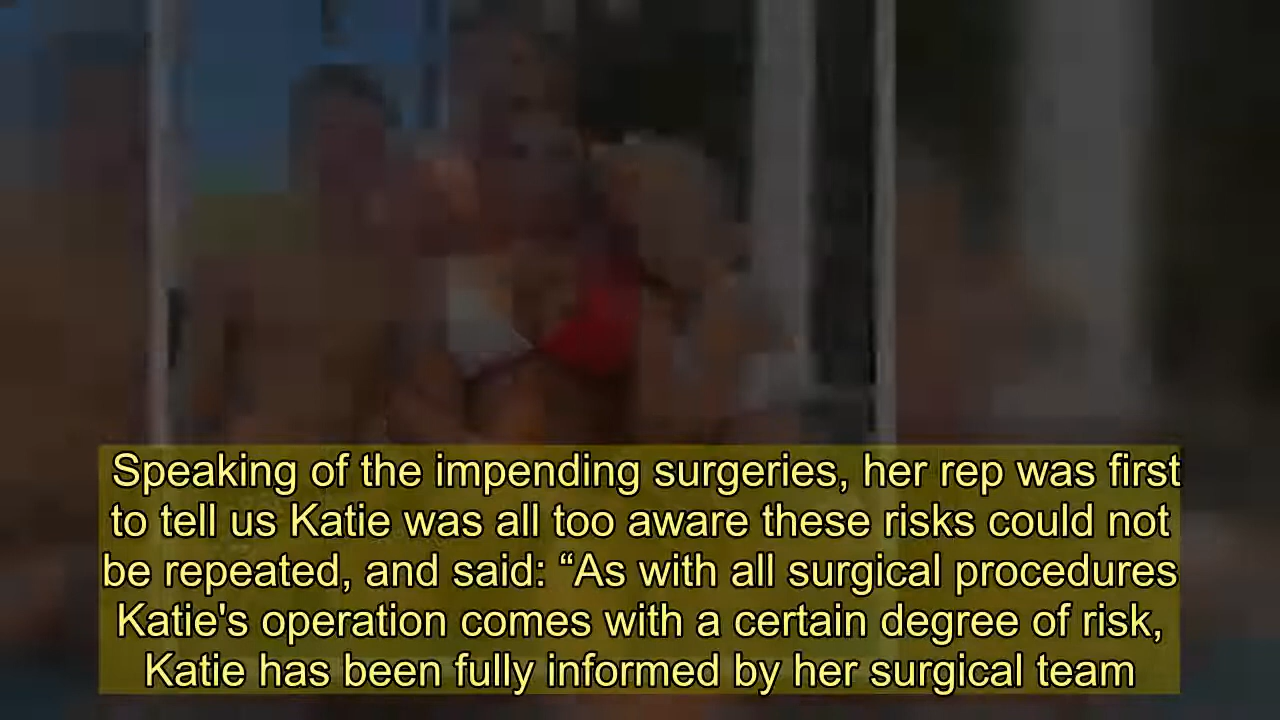 Speaking of the impending surgeries, her rep was first
to tell us Katie was all too aware these risks could not
be repeated, and said: “As with all surgical procedures
Katie's operation comes with a certain degree of risk,
Katie has been fully informed by her surgical team